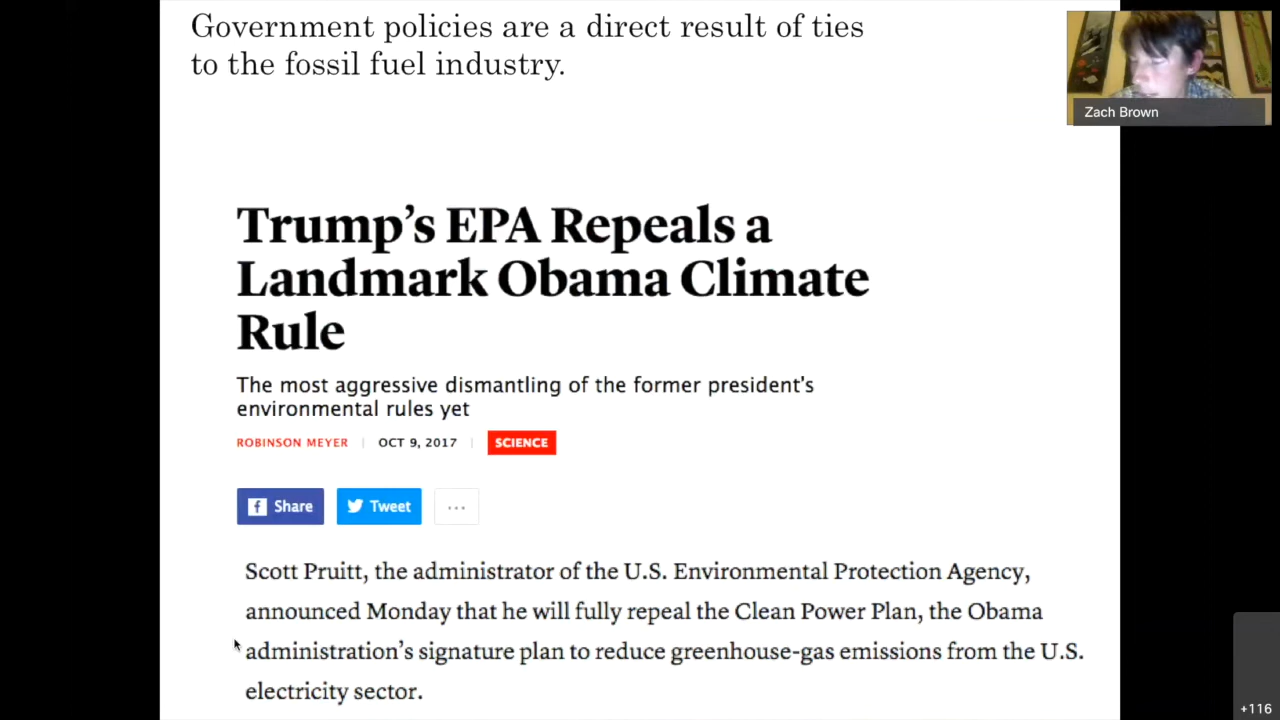 Government policies are a direct result of ties
to the fossil fuel industry.
Zach Brown
Trump’s EPA Repeals a
Landmark Obama Climate
Rule
The most aggressive dismantling of the former president’s
environmental rules yet
ROBINSON MEYER | OCT 9, 2017 | SCIENCE
Share Tweet ...
Scott Pruitt, the administrator of the U.S. Environmental Protection Agency,
announced Monday that he will fully repeal the Clean Power Plan, the Obama
administration’s signature plan to reduce greenhouse-gas emissions from the U.S.
electricity sector.
+116